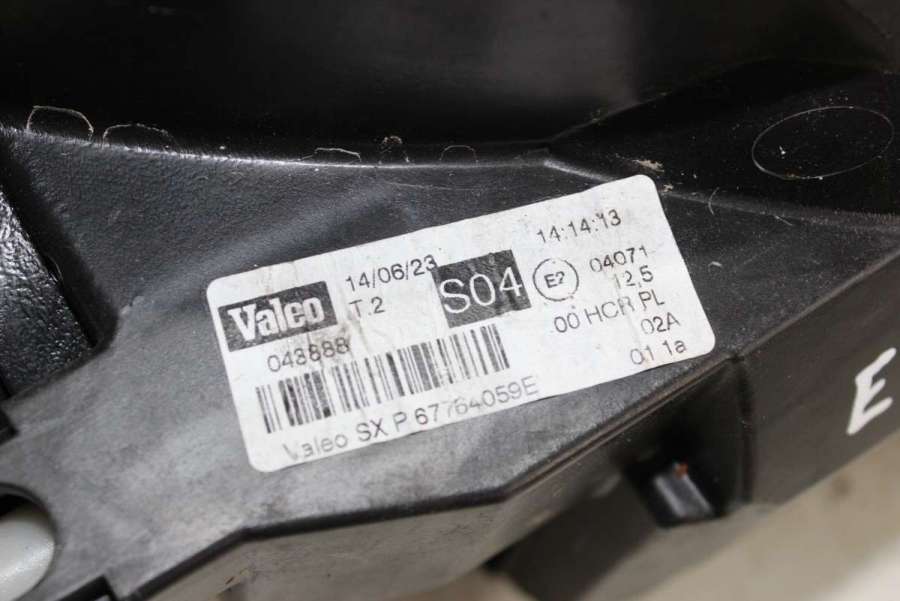 Valeo
14/06/23
T.2
S04
14:14:13
E2
04071
12,5
00 HCR PL
02A
01 1a
043888
Valeo SX P 67764059E
E